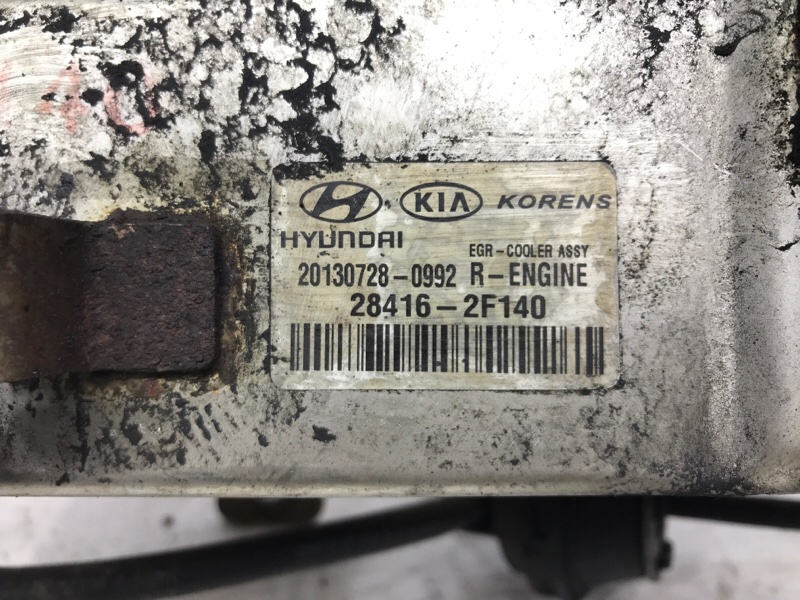 KIA KORENS
HYUNDAI EGR-COOLER ASSY
20130728-0992 R-ENGINE
28416-2F140